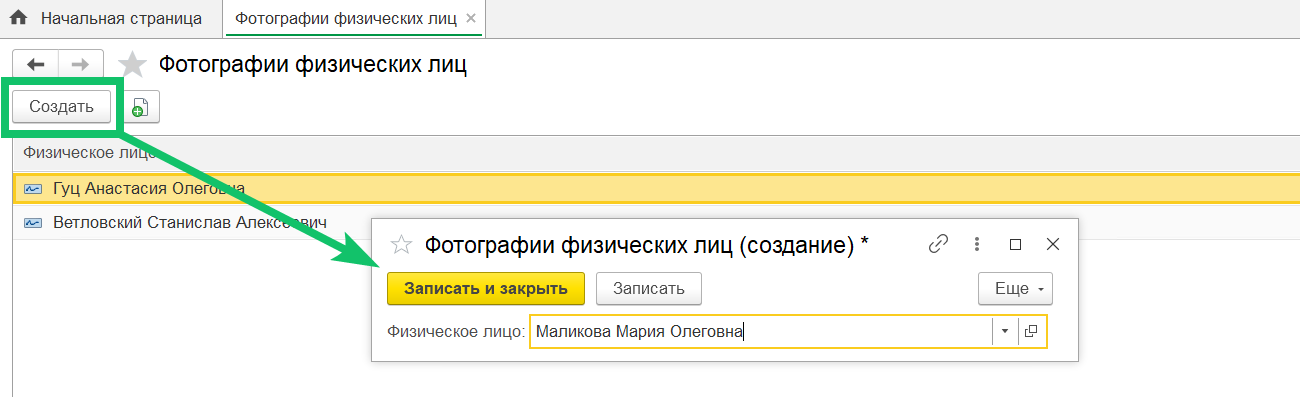 Начальная страница
Фотографии физических лиц
Фотографии физических лиц
Создать
Физическое лицо
Гуц Анастасия Олеговна
Ветловский Станислав Алексеевич
Фотографии физических лиц (создание) *
Записать и закрыть
Записать
Еще
Физическое лицо: Маликова Мария Олеговна